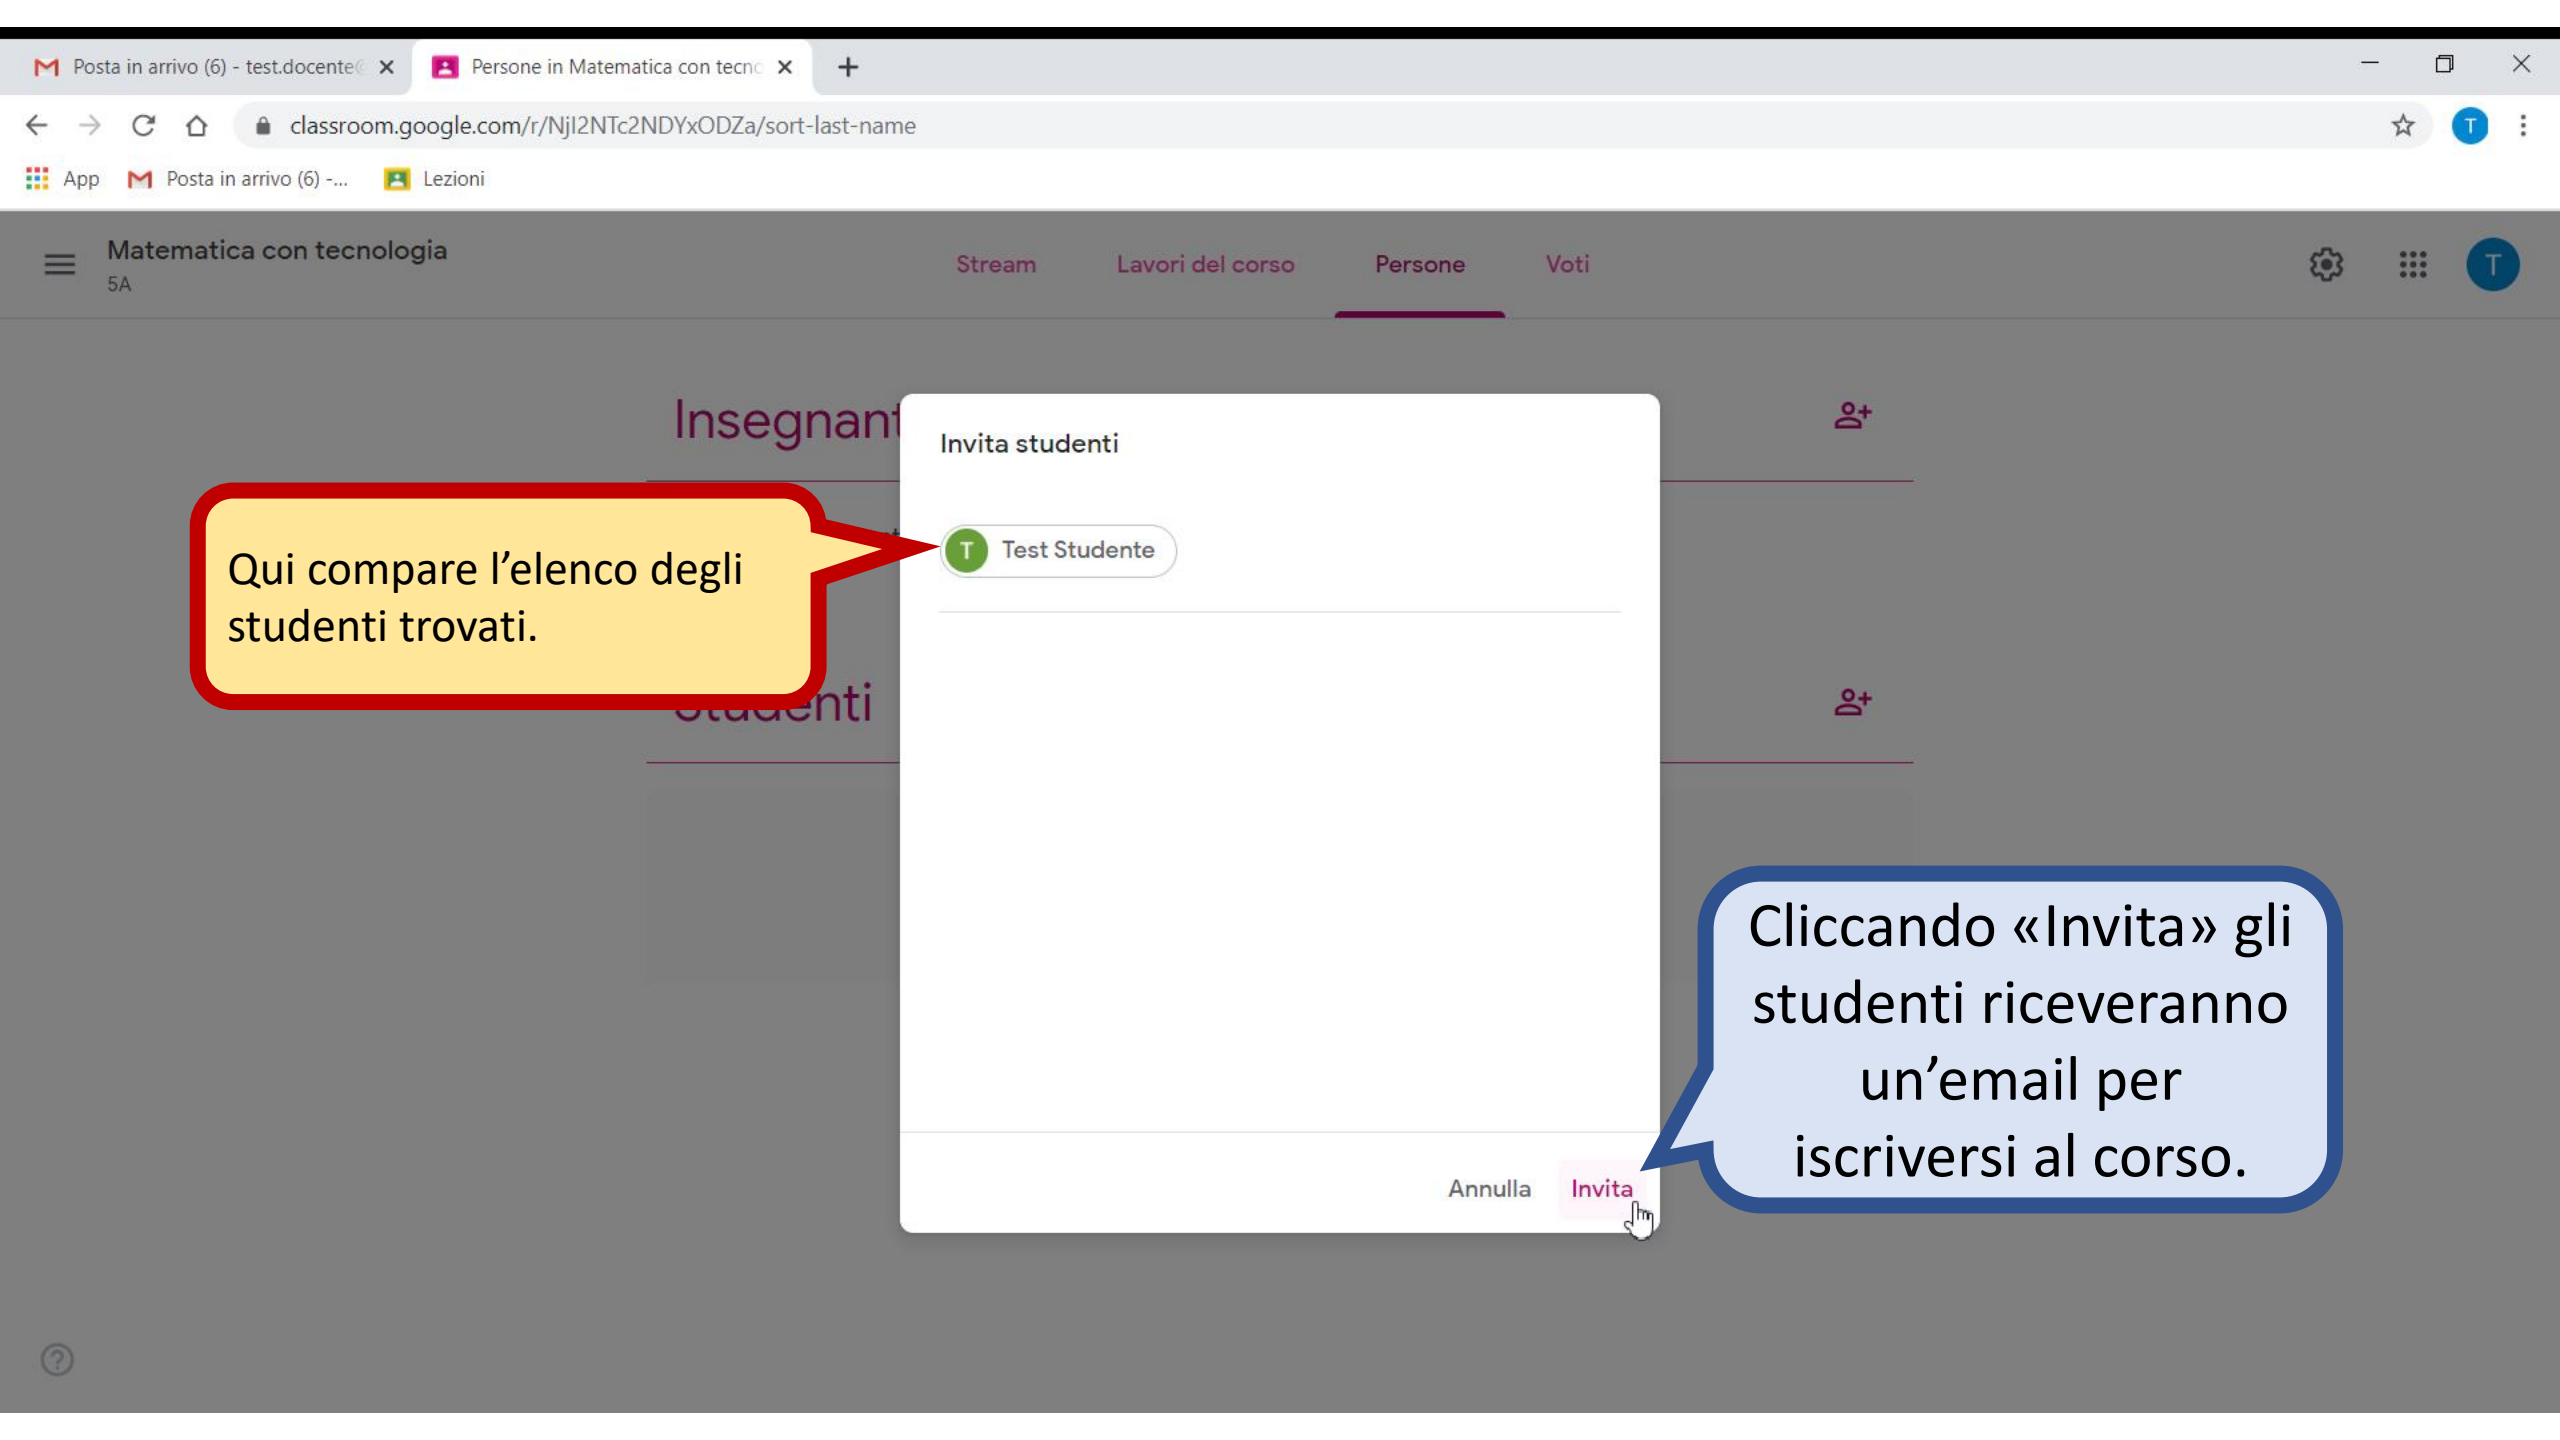 Posta in arrivo (6) - test.docente@
Persone in Matematica con tecno
classroom.google.com/r/NjI2NTc2NDYxODZa/sort-last-name
T
App
Posta in arrivo (6) -...
Lezioni
Matematica con tecnologia
5A
Stream
Lavori del corso
Persone
Voti
T
Insegnant
Invita studenti
T
Test Studente
Qui compare l’elenco degli
studenti trovati.
Studenti
Cliccando «Invita» gli
studenti riceveranno
un’email per
iscriversi al corso.
Annulla
Invita